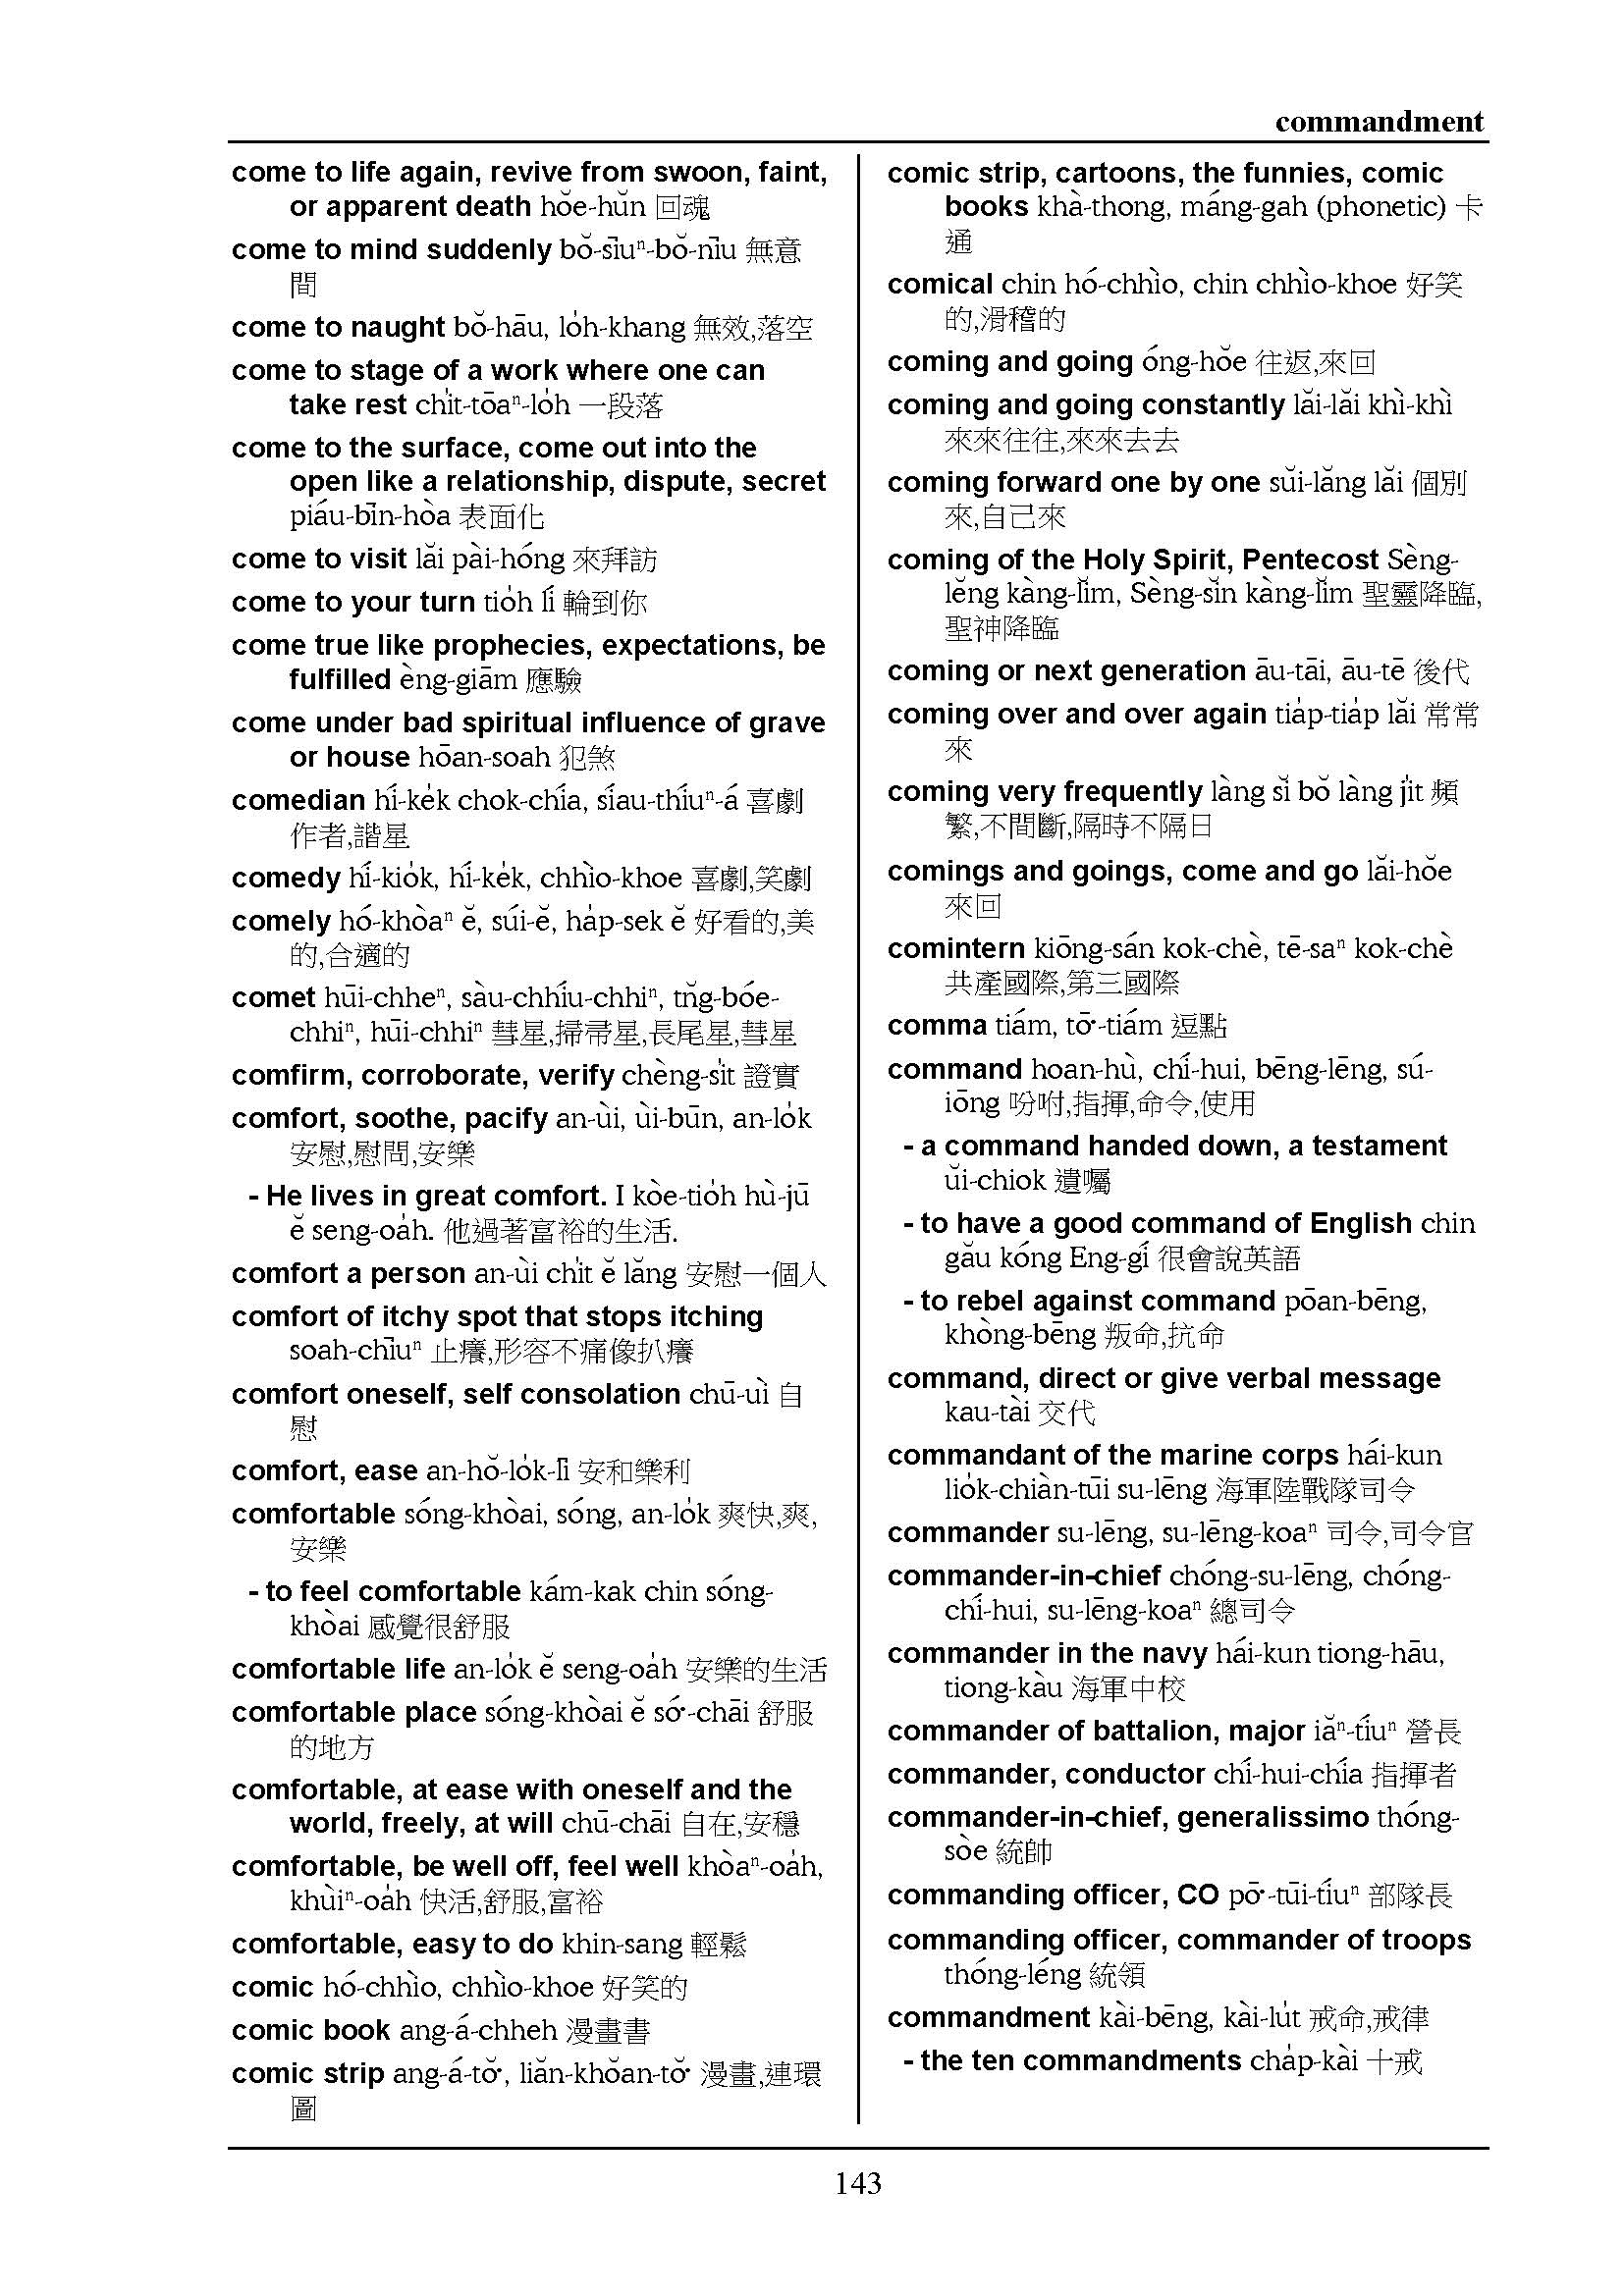 commandment
come to life again, revive from swoon, faint,
or apparent death hŏe-hŭn 回魂
come to mind suddenly bŏ-sīuⁿ-bŏ-nīu 無意
間
come to naught bŏ-hāu, lo̍h-khang 無效,落空
come to stage of a work where one can
take rest chi̍t-tōaⁿ-lo̍h 一段落
come to the surface, come out into the
open like a relationship, dispute, secret
piáu-bīn-hòa 表面化
come to visit lăi pài-hóng 來拜訪
come to your turn tio̍h lí 輪到你
come true like prophecies, expectations, be
fulfilled èng-giām 應驗
come under bad spiritual influence of grave
or house hōan-soah 犯煞
comedian hí-ke̍k chok-chía, síau-thíuⁿ-á 喜劇
作者,諧星
comedy hí-kio̍k, hí-ke̍k, chhìo-khoe 喜劇,笑劇
comely hó-khòaⁿ ĕ, súi-ĕ, ha̍p-sek ĕ 好看的,美
的,合適的
comet hūi-chheⁿ, sàu-chhíu-chhiⁿ, tn̆g-bóe-
chhiⁿ, hūi-chhiⁿ 彗星,掃帚星,長尾星,彗星
comfirm, corroborate, verify chèng-si̍t 證實
comfort, soothe, pacify an-ùi, ùi-būn, an-lo̍k
安慰,慰問,安樂
- He lives in great comfort. I kòe-tio̍h hù-jū
ĕ seng-oa̍h. 他過著富裕的生活.
comfort a person an-ùi chi̍t ĕ lăng 安慰一個人
comfort of itchy spot that stops itching
soah-chīuⁿ 止癢,形容不痛像扒癢
comfort oneself, self consolation chū-uì 自
慰
comfort, ease an-hŏ-lo̍k-lī 安和樂利
comfortable sóng-khòai, sóng, an-lo̍k 爽快,爽,
安樂
- to feel comfortable kám-kak chin sóng-
khòai 感覺很舒服
comfortable life an-lo̍k ĕ seng-oa̍h 安樂的生活
comfortable place sóng-khòai ĕ só͘-chāi 舒服
的地方
comfortable, at ease with oneself and the
world, freely, at will chū-chāi 自在,安穩
comfortable, be well off, feel well khòaⁿ-oa̍h,
khùiⁿ-oa̍h 快活,舒服,富裕
comfortable, easy to do khin-sang 輕鬆
comic hó-chhìo, chhìo-khoe 好笑的
comic book ang-á-chheh 漫畫書
comic strip ang-á-tŏ͘, liăn-khŏan-tŏ͘ 漫畫,連環
圖
comic strip, cartoons, the funnies, comic
books khà-thong, máng-gah (phonetic) 卡
通
comical chin hó-chhìo, chin chhìo-khoe 好笑
的,滑稽的
coming and going óng-hŏe 往返,來回
coming and going constantly lăi-lăi khì-khì
來來往往,來來去去
coming forward one by one sŭi-lăng lăi 個別
來,自己來
coming of the Holy Spirit, Pentecost Sèng-
lĕng kàng-lĭm, Sèng-sĭn kàng-lĭm 聖靈降臨,
聖神降臨
coming or next generation āu-tāi, āu-tē 後代
coming over and over again tia̍p-tia̍p lăi 常常
來
coming very frequently làng sĭ bŏ làng ji̍t 頻
繁,不間斷,隔時不隔日
comings and goings, come and go lăi-hŏe
來回
comintern kiōng-sán kok-chè, tē-saⁿ kok-chè
共產國際,第三國際
comma tiám, tō͘-tiám 逗點
command hoan-hù, chí-hui, bēng-lēng, sú-
iōng 吩咐,指揮,命令,使用
- a command handed down, a testament
ŭi-chiok 遺囑
- to have a good command of English chin
gău kóng Eng-gí 很會說英語
- to rebel against command pōan-bēng,
khòng-bēng 叛命,抗命
command, direct or give verbal message
kau-tài 交代
commandant of the marine corps hái-kun
lio̍k-chiàn-tūi su-lēng 海軍陸戰隊司令
commander su-lēng, su-lēng-koaⁿ 司令,司令官
commander-in-chief chóng-su-lēng, chóng-
chí-hui, su-lēng-koaⁿ 總司令
commander in the navy hái-kun tiong-hāu,
tiong-kàu 海軍中校
commander of battalion, major iăⁿ-tíuⁿ 營長
commander, conductor chí-hui-chía 指揮者
commander-in-chief, generalissimo thóng-
sòe 統帥
commanding officer, CO pō͘-tūi-tíuⁿ 部隊長
commanding officer, commander of troops
thóng-léng 統領
commandment kài-bēng, kài-lu̍t 戒命,戒律
- the ten commandments cha̍p-kài 十戒
143